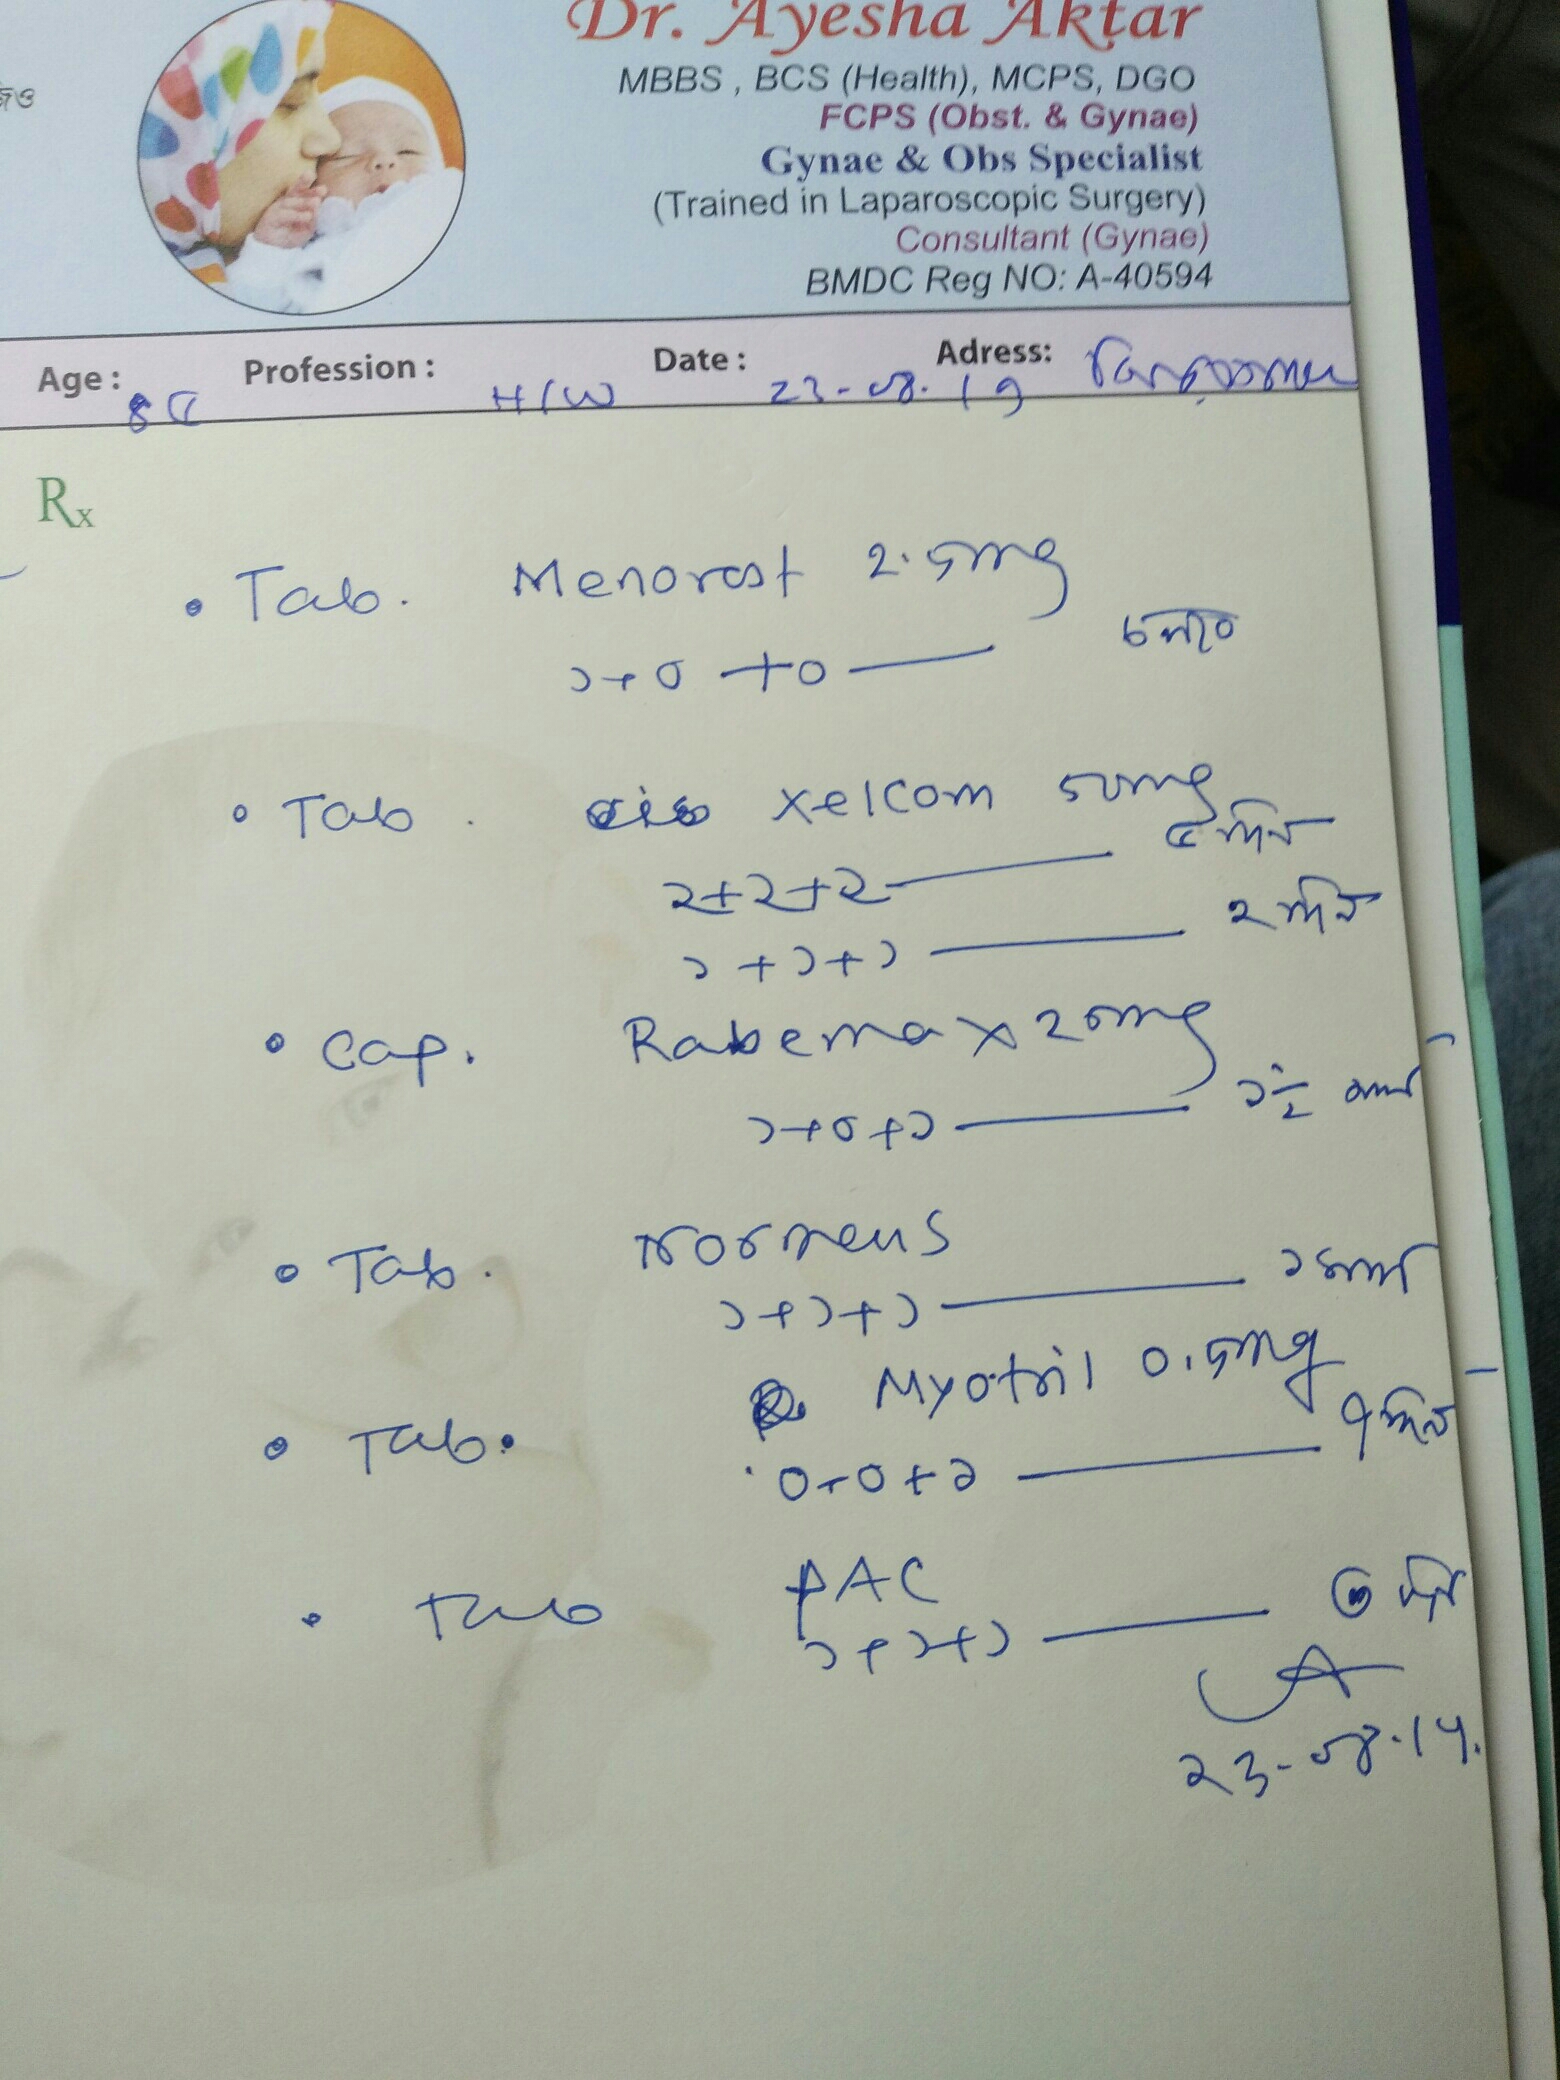 Dr. Ayesha Aktar
MBBS , BCS (Health), MCPS, DGO
FCPS (Obst. & Gynae)
Gynae & Obs Specialist
(Trained in Laparoscopic Surgery)
Consultant (Gynae)
BMDC Reg NO: A-40594
Age : ৪৫ Profession : H/W Date : 23-08-19 Adress:
Rx
• Tab. Menorest 2.5mg
১+০+০ — চলবে
• Tab. Xelcom 50mg
২+২+২ — ৫ দিন
১+১+১ — ২ দিন
• Cap. Rabemax 20mg
১+০+১ — ১½ মাস
• Tab. Norneus
১+১+১ — ১ মাস
• Tab. Myotril 0.5mg
০+০+১ — ৭ দিন
• Tab PAC
১+১+১ — দিন
23-08-19.